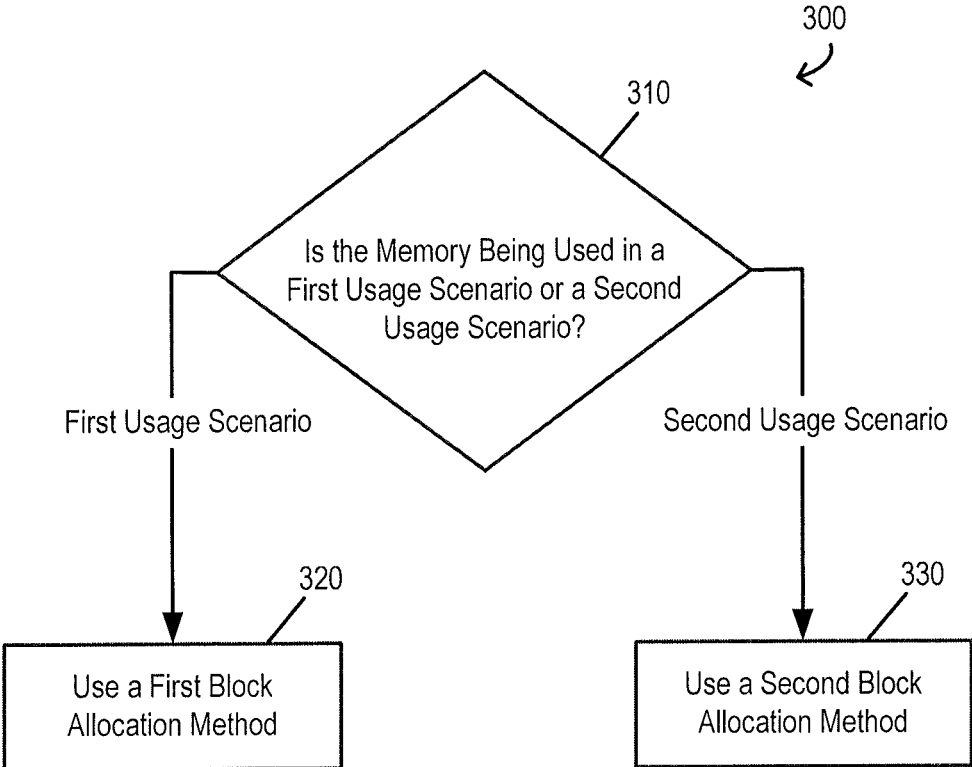 300
310
Is the Memory Being Used in a
First Usage Scenario or a Second
Usage Scenario?
First Usage Scenario
Second Usage Scenario
320
330
Use a First Block
Allocation Method
Use a Second Block
Allocation Method